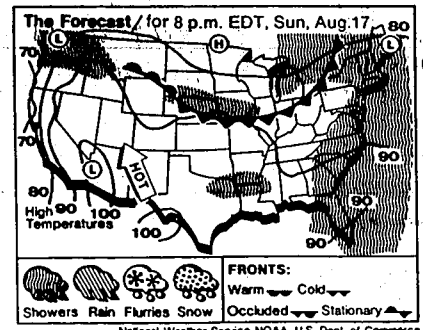 The Forecast / for 8 p.m. EDT, Sun, Aug. 17
70
L
H
80
L
70
L
HOT
90
80
90
100
High
Temperatures
100
90
90
Showers Rain Flurries Snow
FRONTS:
Warm Cold
Occluded Stationary
National Weather Service NOAA U.S. Dept. of Commerce